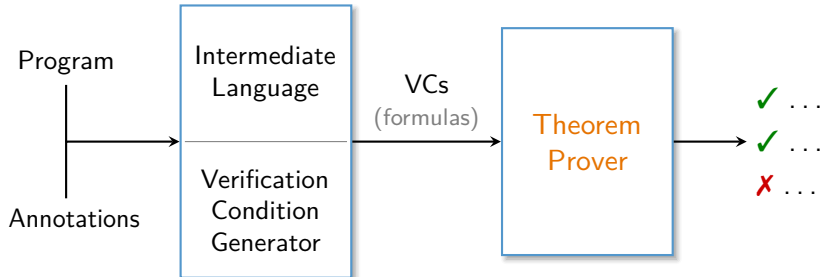 Program
Annotations
Intermediate
Language
Verification
Condition
Generator
VCs
(formulas)
Theorem
Prover
✓ ...
✓ ...
✗ ...